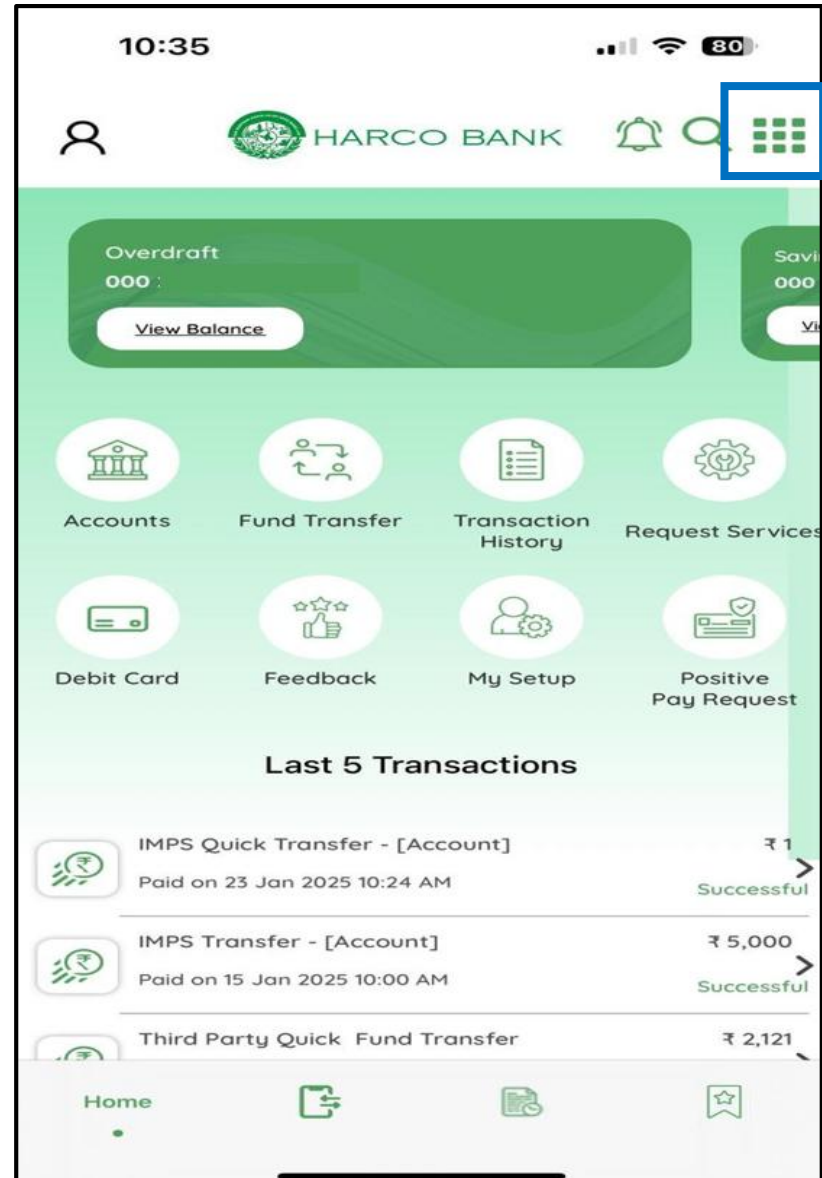 10:35
80
HARCO BANK
Overdraft
000
View Balance
Savi
000
Vi
Accounts
Fund Transfer
Transaction
History
Request Services
Debit Card
Feedback
My Setup
Positive
Pay Request
Last 5 Transactions
IMPS Quick Transfer - [Account]
₹ 1
Paid on 23 Jan 2025 10:24 AM
Successful
IMPS Transfer - [Account]
₹ 5,000
Paid on 15 Jan 2025 10:00 AM
Successful
Third Party Quick Fund Transfer
₹ 2,121
Home